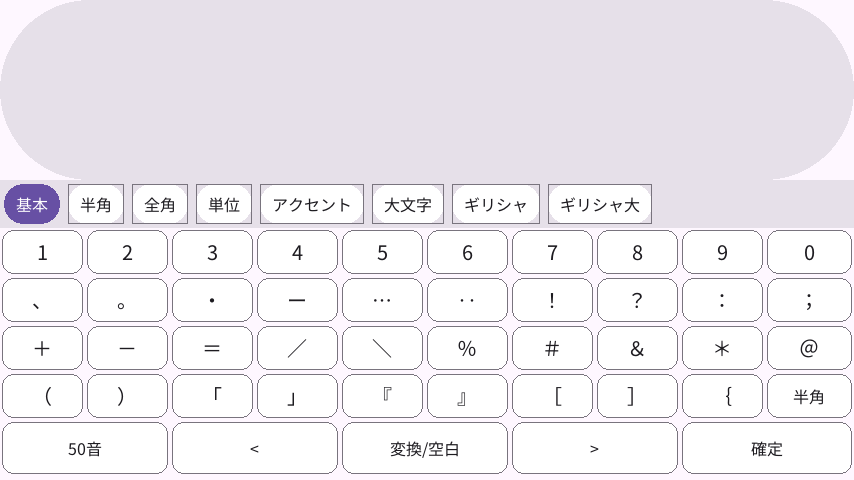 基本 半角 全角 単位 アクセント 大文字 ギリシャ ギリシャ大
1 2 3 4 5 6 7 8 9 0
、 。 ・ ー … ‥ ！ ？ ： ；
＋ － ＝ ／ ＼ ％ ＃ ＆ ＊ ＠
（ ） 「 」 『 』 ［ ］ ｛ 半角
50音 < 変換/空白 > 確定